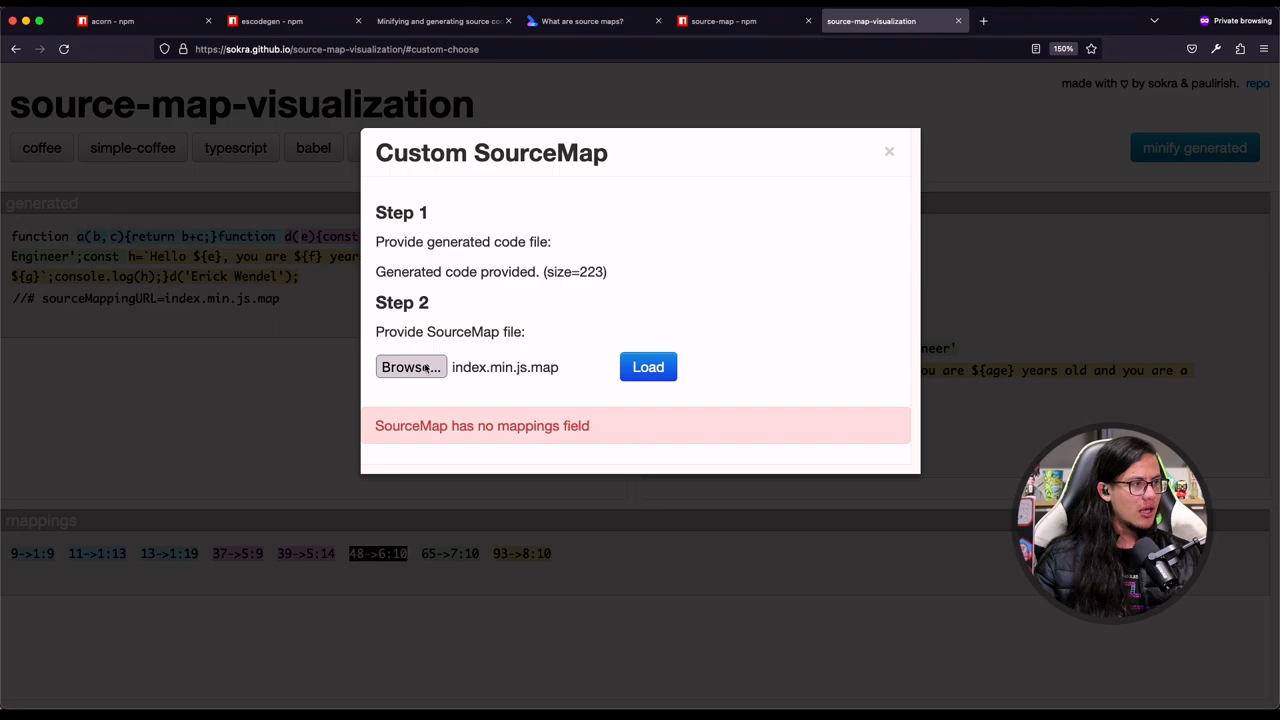 acorn - npm
escodegen - npm
Minifying and generating source co
What are source maps?
source-map - npm
source-map-visualization
Private browsing
https://sokra.github.io/source-map-visualization/#custom-choose
150%
made with ♡ by sokra & paulirish. repo
source-map-visualization
coffee
simple-coffee
typescript
babel
minify generated
Custom SourceMap
×
Step 1
Provide generated code file:
Generated code provided. (size=223)
Step 2
Provide SourceMap file:
Browse... index.min.js.map
Load
SourceMap has no mappings field
generated
function a(b,c){return b+c;}function d(e){const
Engineer';const h=`Hello ${e}, you are ${f} year
${g}`;console.log(h);}d('Erick Wendel');
//# sourceMappingURL=index.min.js.map
neer'
ou are ${age} years old and you are a
mappings
9->1:9 11->1:13 13->1:19 37->5:9 39->5:14 48->6:10 65->7:10 93->8:10